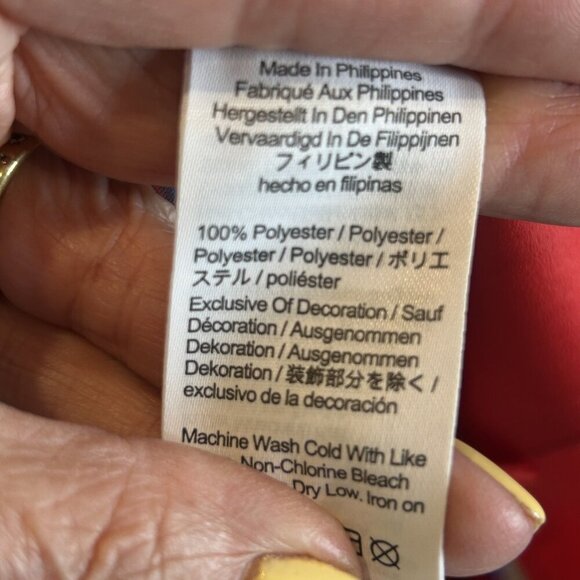 Made In Philippines
Fabriqué Aux Philippines
Hergestellt In Den Philippinen
Vervaardigd In De Filippijnen
フィリピン製
hecho en filipinas
100% Polyester / Polyester /
Polyester / Polyester / ポリエ
ステル / poliéster
Exclusive Of Decoration / Sauf
Décoration / Ausgenommen
Dekoration / Ausgenommen
Dekoration / 装飾部分を除く /
exclusivo de la decoración
Machine Wash Cold With Like
Non-Chlorine Bleach
Dry Low. Iron on